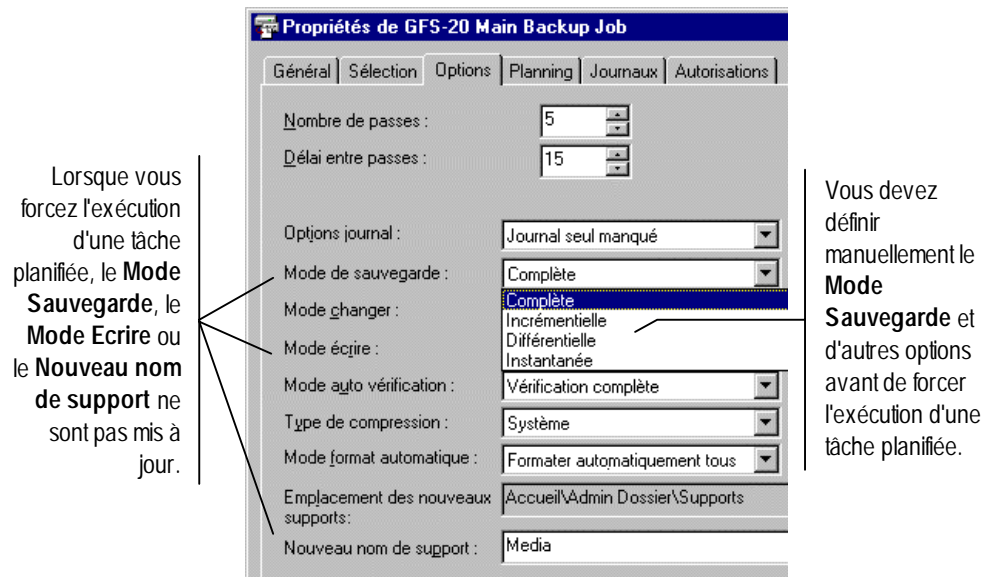 Propriétés de GFS-20 Main Backup Job
Général Sélection Options Planning Journaux Autorisations
Nombre de passes : 5
Délai entre passes : 15
Options journal : Journal seul manqué
Mode de sauvegarde : Complète
Complète
Incrémentielle
Différentielle
Instantanée
Mode changer :
Mode écrire :
Mode auto vérification : Vérification complète
Type de compression : Système
Mode format automatique : Formater automatiquement tous
Emplacement des nouveaux
supports:
Accueil\Admin Dossier\Supports
Nouveau nom de support : Media
Lorsque vous
forcez l'exécution
d'une tâche
planifiée, le Mode
Sauvegarde, le
Mode Ecrire ou
le Nouveau nom
de support ne
sont pas mis à
jour.
Vous devez
définir
manuellement le
Mode
Sauvegarde et
d'autres options
avant de forcer
l'exécution d'une
tâche planifiée.